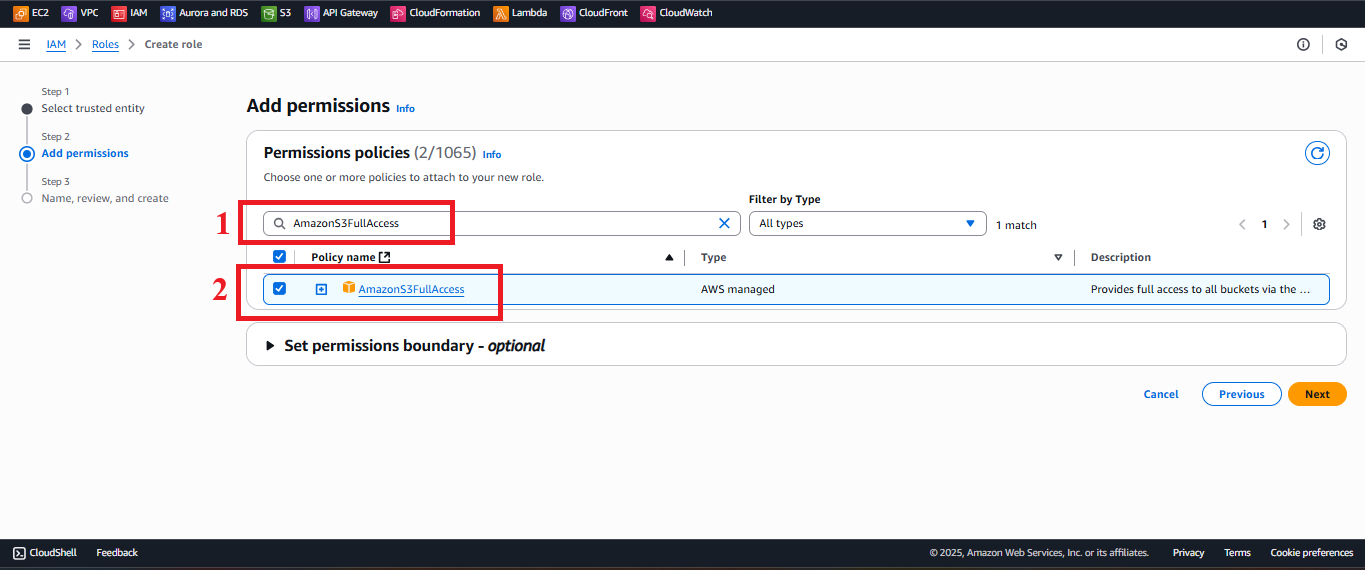 EC2 VPC IAM Aurora and RDS S3 API Gateway CloudFormation Lambda CloudFront CloudWatch
IAM Roles Create role
Step 1
Select trusted entity
Step 2
Add permissions
Step 3
Name, review, and create
Add permissions Info
Permissions policies (2/1065) Info
Choose one or more policies to attach to your new role.
Filter by Type
1 AmazonS3FullAccess All types 1 match 1
Policy name Type Description
2 AmazonS3FullAccess AWS managed Provides full access to all buckets via the ...
Set permissions boundary - optional
Cancel Previous Next
CloudShell Feedback © 2025, Amazon Web Services, Inc. or its affiliates. Privacy Terms Cookie preferences